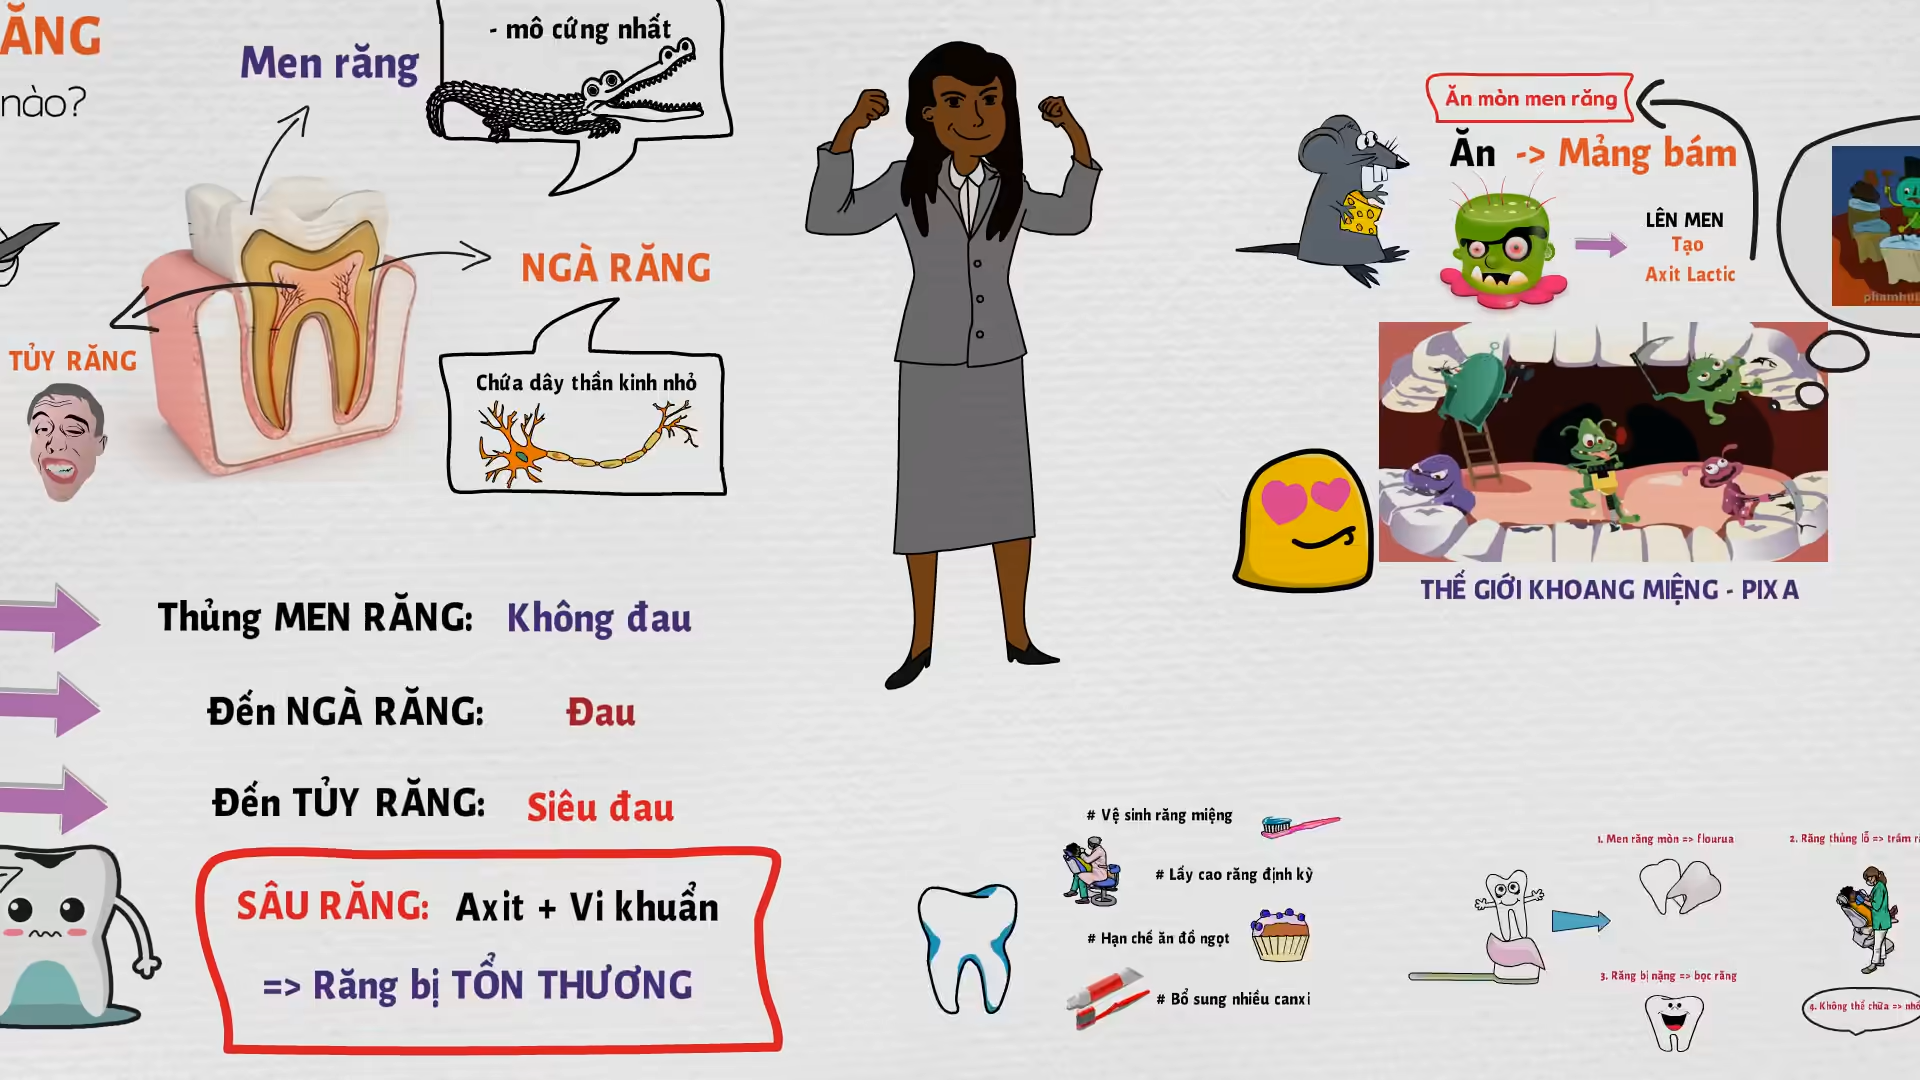 ĂNG
nào?
Men răng
- mô cứng nhất
NGÀ RĂNG
TỦY RĂNG
Chứa dây thần kinh nhỏ
Thủng MEN RĂNG: Không đau
Đến NGÀ RĂNG: Đau
Đến TỦY RĂNG: Siêu đau
SÂU RĂNG: Axit + Vi khuẩn
=> Răng bị TỔN THƯƠNG
Ăn mòn men răng
Ăn -> Mảng bám
LÊN MEN
Tạo
Axit Lactic
THẾ GIỚI KHOANG MIỆNG - PIXA
# Vệ sinh răng miệng
# Lấy cao răng định kỳ
# Hạn chế ăn đồ ngọt
# Bổ sung nhiều canxi
1. Men răng mòn => flourua
2. Răng thủng lỗ => trám
3. Răng bị nặng => bọc răng
4. Không thể chữa =>